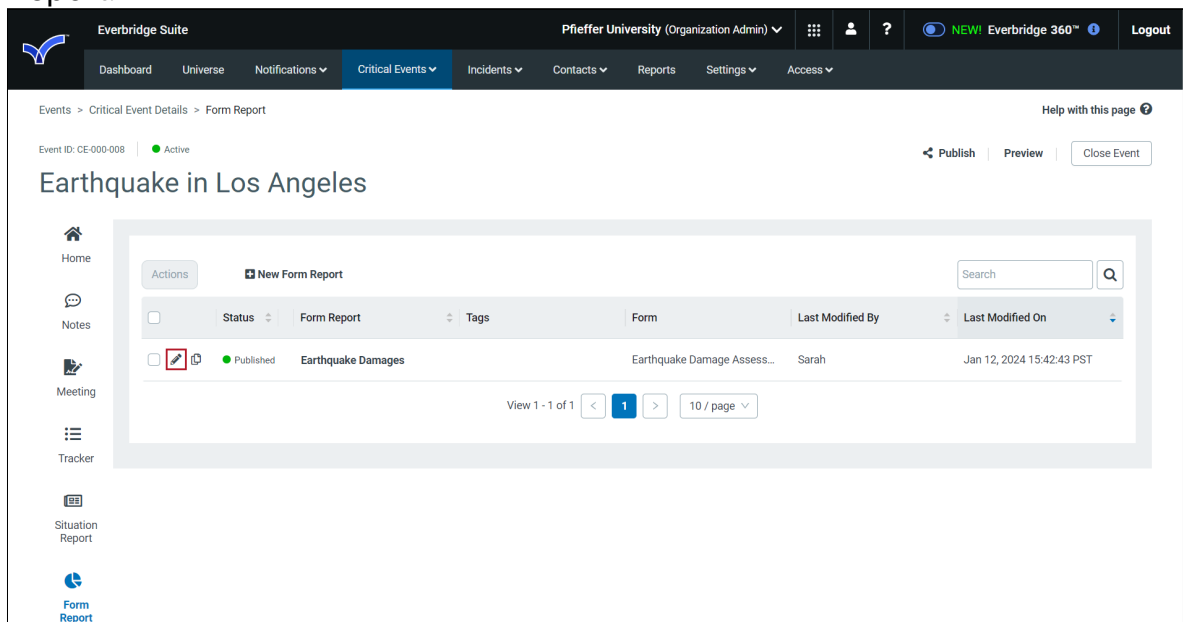 Everbridge Suite
Pfieffer University (Organization Admin)
?
NEW! Everbridge 360™
Logout
Dashboard Universe Notifications Critical Events Incidents Contacts Reports Settings Access
Events > Critical Event Details > Form Report
Help with this page
Event ID: CE-000-008
Active
Publish
Preview
Close Event
Earthquake in Los Angeles
Home
Notes
Meeting
Tracker
Situation
Report
Form
Report
Actions
New Form Report
Search
Status Form Report Tags Form Last Modified By Last Modified On
Published Earthquake Damages Earthquake Damage Assess... Sarah Jan 12, 2024 15:42:43 PST
View 1 - 1 of 1 < 1 > 10 / page